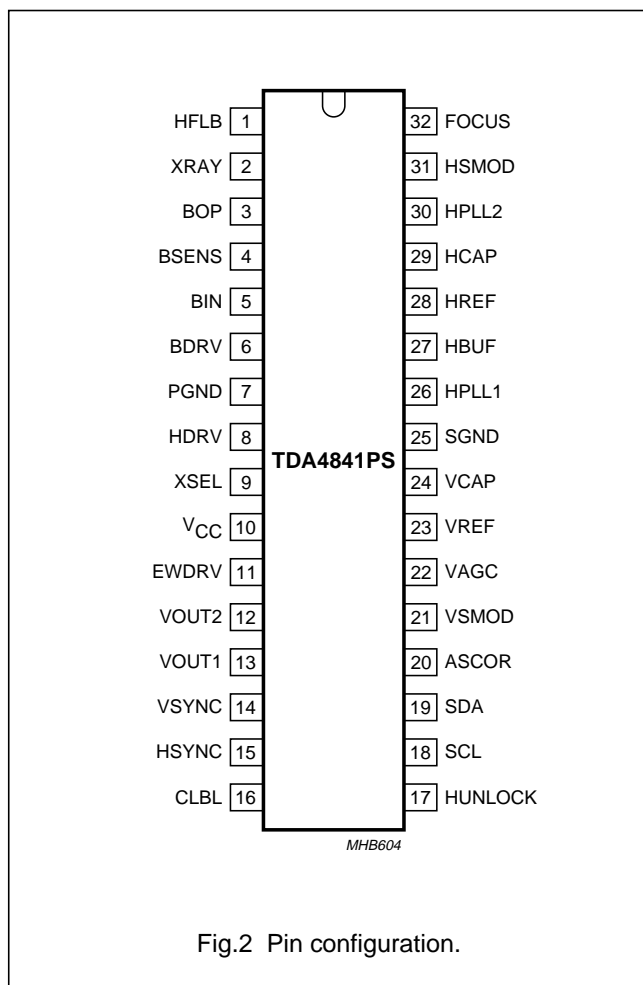 HFLB 1 32 FOCUS
XRAY 2 31 HSMOD
BOP 3 30 HPLL2
BSENS 4 29 HCAP
BIN 5 28 HREF
BDRV 6 27 HBUF
PGND 7 26 HPLL1
HDRV 8 25 SGND
TDA4841PS
XSEL 9 24 VCAP
VCC 10 23 VREF
EWDRV 11 22 VAGC
VOUT2 12 21 VSMOD
VOUT1 13 20 ASCOR
VSYNC 14 19 SDA
HSYNC 15 18 SCL
CLBL 16 17 HUNLOCK
MHB604
Fig.2 Pin configuration.